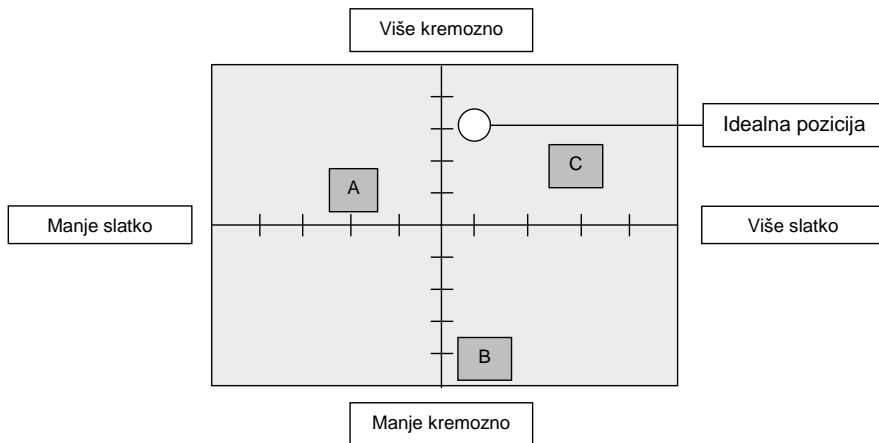 Više kremozno
Idealna pozicija
C
A
Manje slatko
Više slatko
B
Manje kremozno